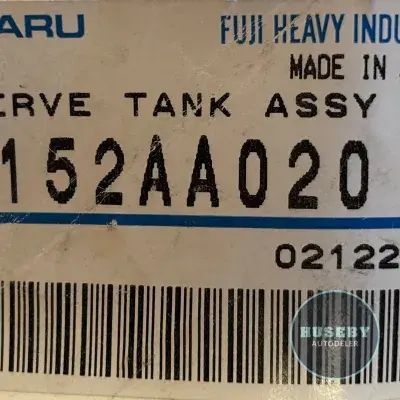 ARU FUJI HEAVY INDU
MADE IN
ERVE TANK ASSY
152AA020
02122
HUSEBY
AUTODELER